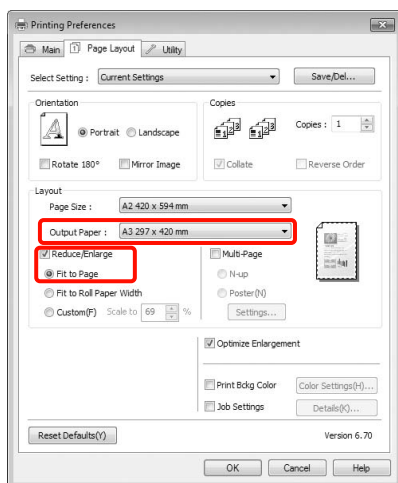 Printing Preferences
Main Page Layout Utility
Select Setting : Current Settings Save/Del...
Orientation
Portrait Landscape
Rotate 180° Mirror Image
Copies
Copies : 1
Collate Reverse Order
Layout
Page Size : A2 420 x 594 mm
Output Paper : A3 297 x 420 mm
Reduce/Enlarge
Fit to Page
Fit to Roll Paper Width
Custom(F) Scale to 69 %
Multi-Page
N-up
Poster(N)
Settings...
Optimize Enlargement
Print Bckg Color Color Settings(H)...
Job Settings Details(K)...
Reset Defaults(Y) Version 6.70
OK Cancel Help